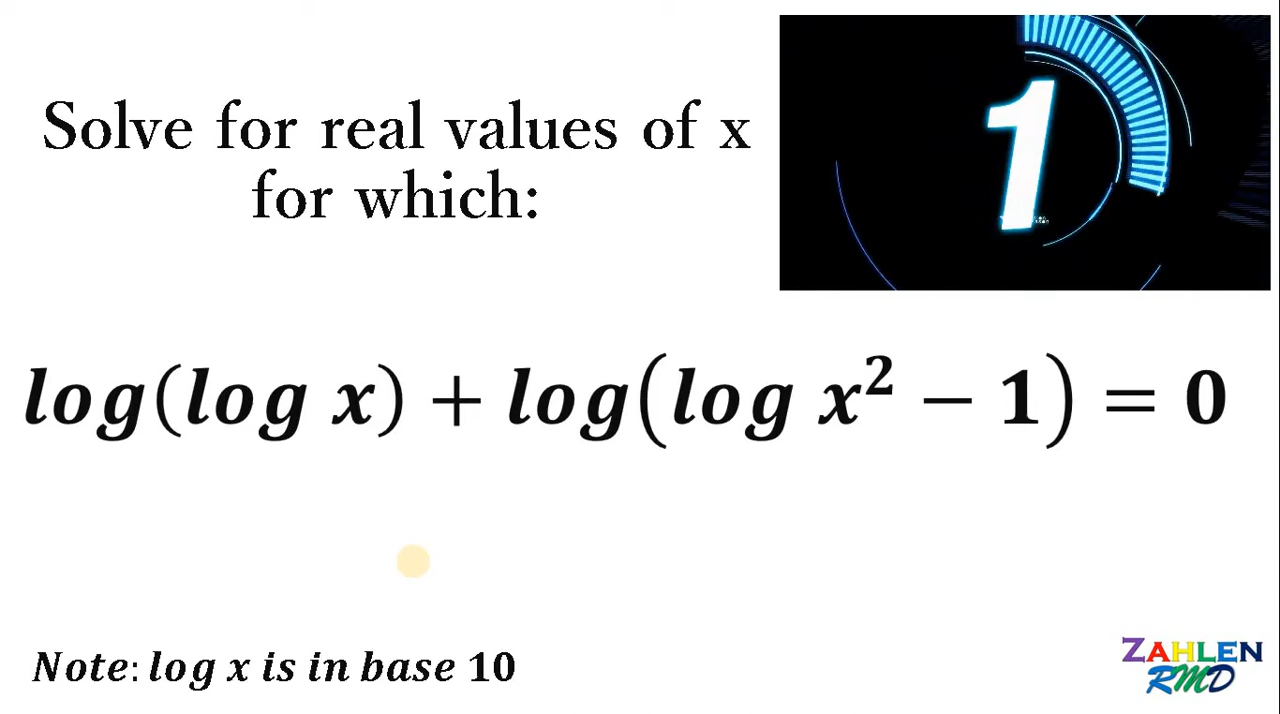 Solve for real values of x
for which:
1
log(log x) + log(log x² − 1) = 0
Note: log x is in base 10
ZAHLEN
RMD